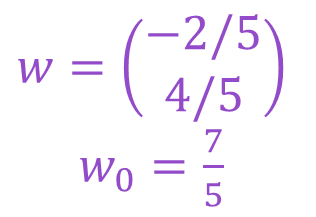 w = (−2/5
4/5)
w₀ = 7/5